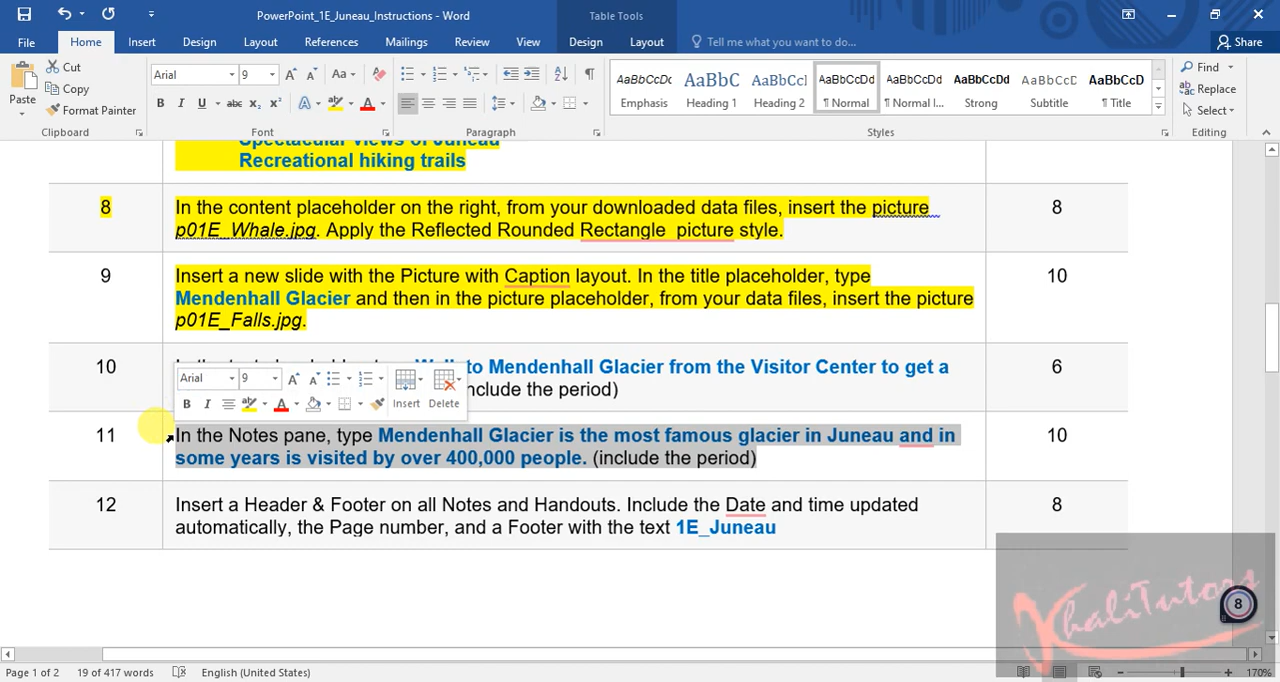 PowerPoint_1E_Juneau_Instructions - Word
Table Tools
File Home Insert Design Layout References Mailings Review View Design Layout Tell me what you want to do... Share
Paste
Cut
Copy
Format Painter
Clipboard
Arial 9
Font
Paragraph
AaBbCcDc AaBbC AaBbCcl AaBbCcDd AaBbCcDd AaBbCcDd AaBbCcDd AaBbCcD
Emphasis Heading 1 Heading 2 ¶ Normal ¶ Normal I... Strong Subtitle ¶ Title
Styles
Find
Replace
Select
Editing
Spectacular views of Juneau
Recreational hiking trails
8 In the content placeholder on the right, from your downloaded data files, insert the picture 8
p01E_Whale.jpg. Apply the Reflected Rounded Rectangle picture style.
9 Insert a new slide with the Picture with Caption layout. In the title placeholder, type 10
Mendenhall Glacier and then in the picture placeholder, from your data files, insert the picture
p01E_Falls.jpg.
10 to Mendenhall Glacier from the Visitor Center to get a 6
include the period)
Arial 9
Insert Delete
11 In the Notes pane, type Mendenhall Glacier is the most famous glacier in Juneau and in 10
some years is visited by over 400,000 people. (include the period)
12 Insert a Header & Footer on all Notes and Handouts. Include the Date and time updated 8
automatically, the Page number, and a Footer with the text 1E_Juneau
KhaliTutors
8
Page 1 of 2 19 of 417 words English (United States) 170%